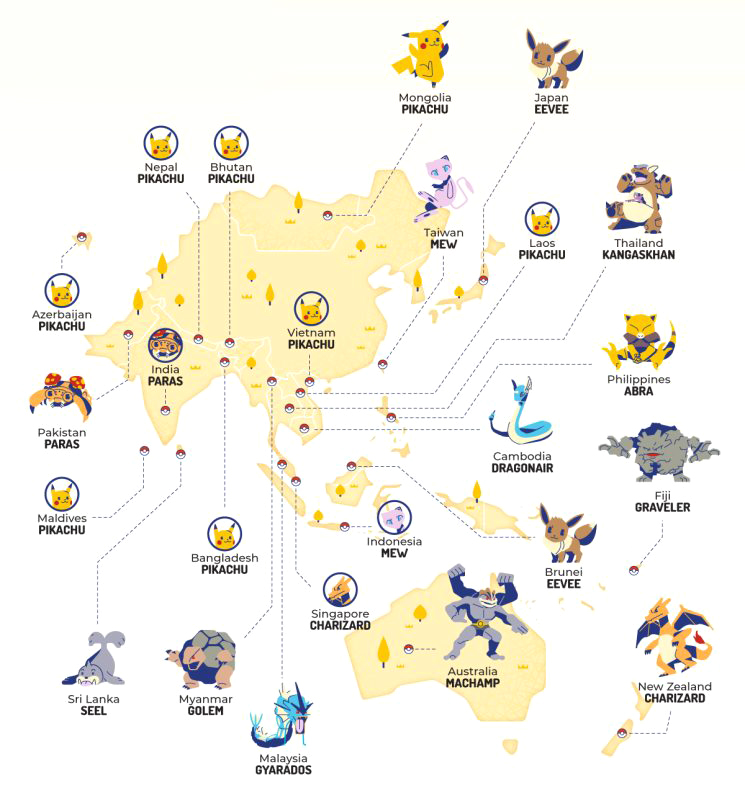 Mongolia
PIKACHU
Japan
EEVEE
Nepal
PIKACHU
Bhutan
PIKACHU
Taiwan
MEW
Laos
PIKACHU
Thailand
KANGASKHAN
Azerbaijan
PIKACHU
Vietnam
PIKACHU
India
PARAS
Philippines
ABRA
Pakistan
PARAS
Cambodia
DRAGONAIR
Fiji
GRAVELER
Maldives
PIKACHU
Indonesia
MEW
Bangladesh
PIKACHU
Brunei
EEVEE
Singapore
CHARIZARD
Australia
MACHAMP
New Zealand
CHARIZARD
Sri Lanka
SEEL
Myanmar
GOLEM
Malaysia
GYARADOS